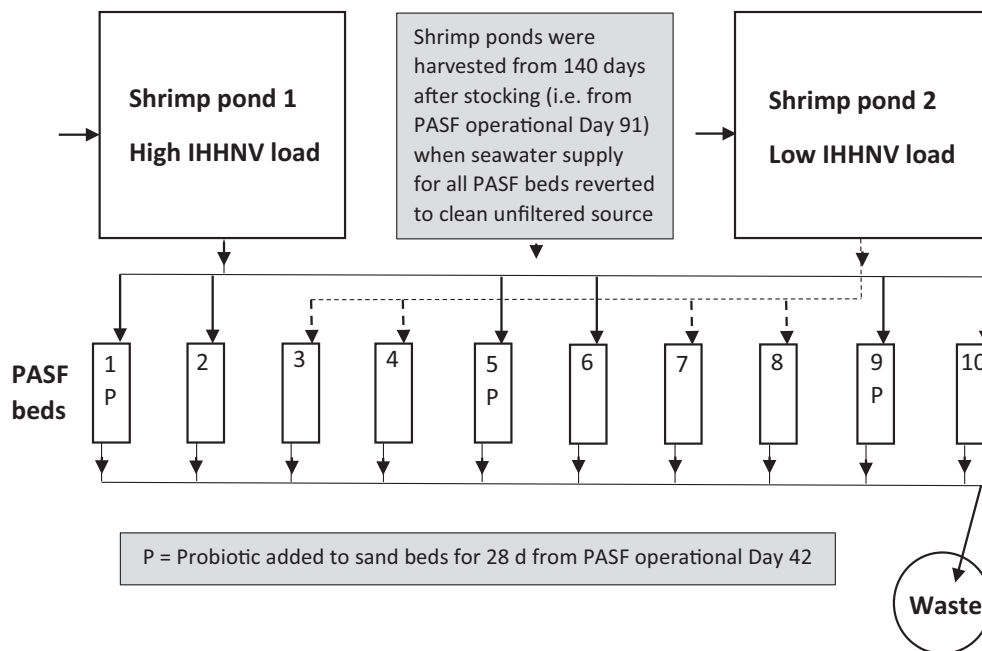 Shrimp pond 1
High IHHNV load
Shrimp ponds were
harvested from 140 days
after stocking (i.e. from
PASF operational Day 91)
when seawater supply
for all PASF beds reverted
to clean unfiltered source
Shrimp pond 2
Low IHHNV load
PASF
beds
1
P
2
3
4
5
P
6
7
8
9
P
10
P = Probiotic added to sand beds for 28 d from PASF operational Day 42
Waste